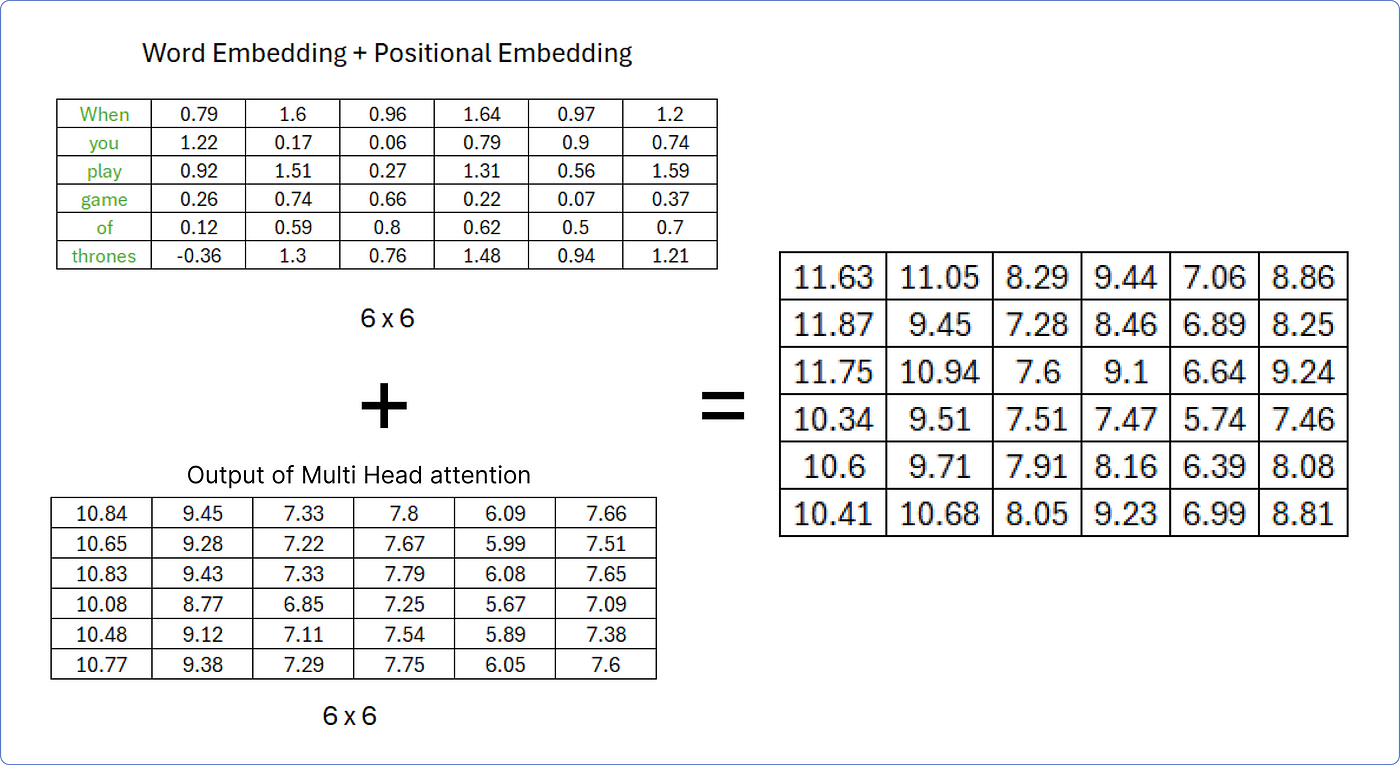 Word Embedding + Positional Embedding
When 0.79 1.6 0.96 1.64 0.97 1.2
you 1.22 0.17 0.06 0.79 0.9 0.74
play 0.92 1.51 0.27 1.31 0.56 1.59
game 0.26 0.74 0.66 0.22 0.07 0.37
of 0.12 0.59 0.8 0.62 0.5 0.7
thrones -0.36 1.3 0.76 1.48 0.94 1.21
6 x 6
+
Output of Multi Head attention
10.84 9.45 7.33 7.8 6.09 7.66
10.65 9.28 7.22 7.67 5.99 7.51
10.83 9.43 7.33 7.79 6.08 7.65
10.08 8.77 6.85 7.25 5.67 7.09
10.48 9.12 7.11 7.54 5.89 7.38
10.77 9.38 7.29 7.75 6.05 7.6
6 x 6
=
11.63 11.05 8.29 9.44 7.06 8.86
11.87 9.45 7.28 8.46 6.89 8.25
11.75 10.94 7.6 9.1 6.64 9.24
10.34 9.51 7.51 7.47 5.74 7.46
10.6 9.71 7.91 8.16 6.39 8.08
10.41 10.68 8.05 9.23 6.99 8.81